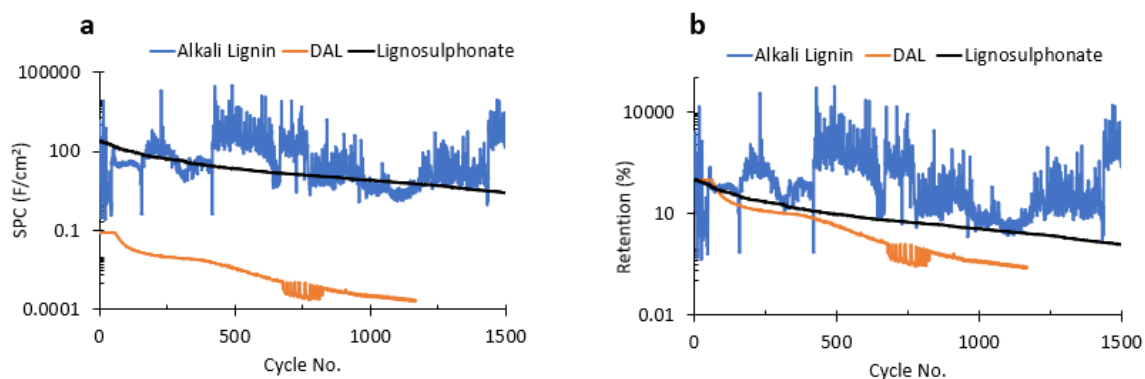 a
Alkali Lignin DAL Lignosulphonate
100000
100
0.1
0.0001
SPC (F/cm²)
0 500 1000 1500
Cycle No.
b
Alkali Lignin DAL Lignosulphonate
10000
10
0.01
Retention (%)
0 500 1000 1500
Cycle No.